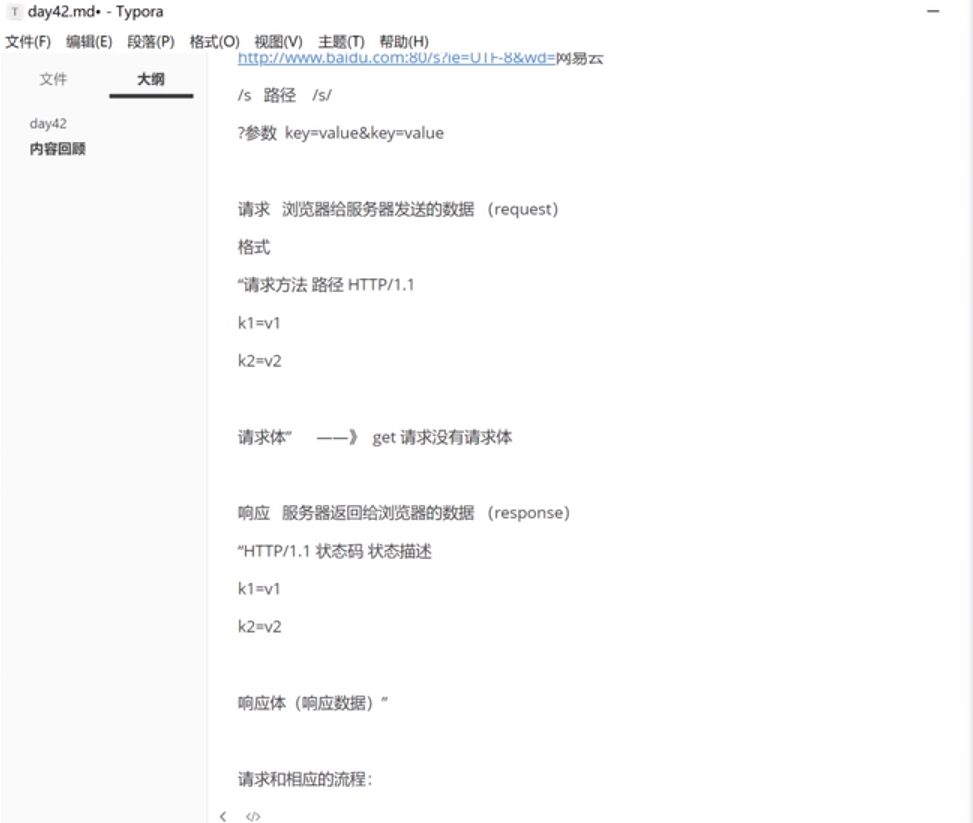 day42.md• - Typora
文件(F) 编辑(E) 段落(P) 格式(O) 视图(V) 主题(T) 帮助(H)
文件 大纲
day42
内容回顾
http://www.baidu.com:80/s?ie=UTF-8&wd=网易云
/s 路径 /s/
?参数 key=value&key=value
请求 浏览器给服务器发送的数据 （request）
格式
“请求方法 路径 HTTP/1.1
k1=v1
k2=v2
请求体” ——》 get 请求没有请求体
响应 服务器返回给浏览器的数据 （response）
“HTTP/1.1 状态码 状态描述
k1=v1
k2=v2
响应体（响应数据）”
请求和相应的流程：